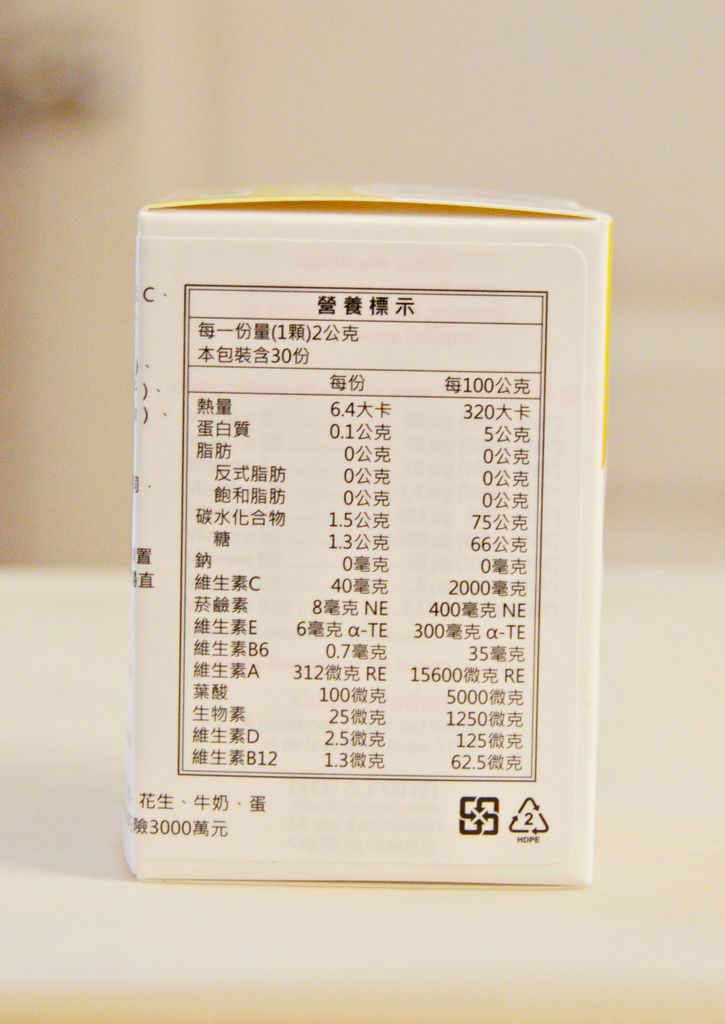 C、
)、
)、
)、
置
直
營養標示
每一份量(1顆)2公克
本包裝含30份
每份 每100公克
熱量 6.4大卡 320大卡
蛋白質 0.1公克 5公克
脂肪 0公克 0公克
反式脂肪 0公克 0公克
飽和脂肪 0公克 0公克
碳水化合物 1.5公克 75公克
糖 1.3公克 66公克
鈉 0毫克 0毫克
維生素C 40毫克 2000毫克
菸鹼素 8毫克 NE 400毫克 NE
維生素E 6毫克 α-TE 300毫克 α-TE
維生素B6 0.7毫克 35毫克
維生素A 312微克 RE 15600微克 RE
葉酸 100微克 5000微克
生物素 25微克 1250微克
維生素D 2.5微克 125微克
維生素B12 1.3微克 62.5微克
花生、牛奶、蛋
險3000萬元
2
HDPE